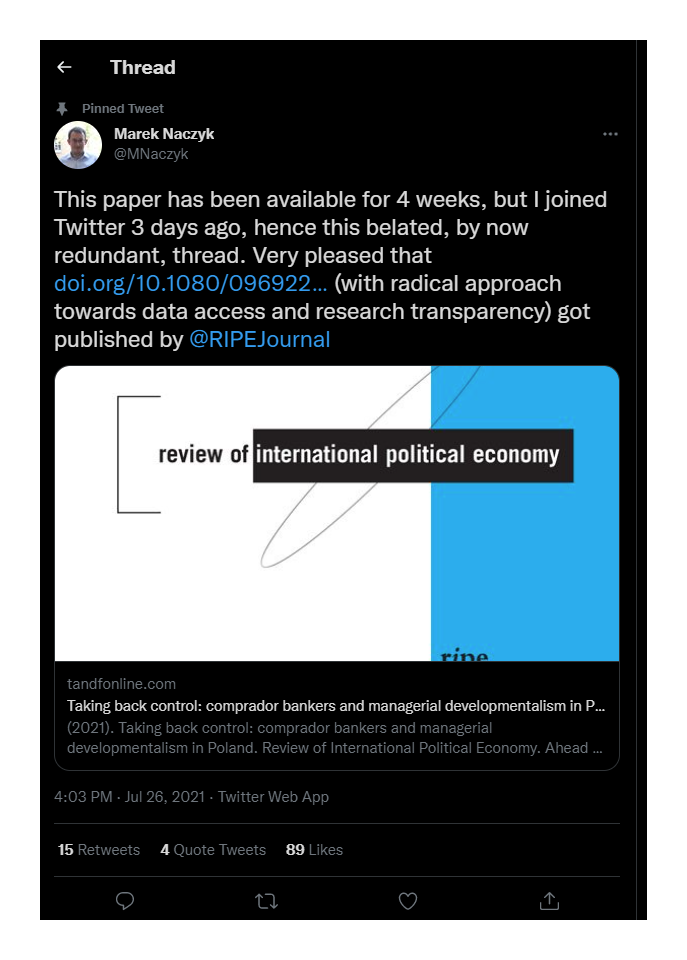 Thread
Pinned Tweet
Marek Naczyk
@MNaczyk
This paper has been available for 4 weeks, but I joined
Twitter 3 days ago, hence this belated, by now
redundant, thread. Very pleased that
doi.org/10.1080/096922... (with radical approach
towards data access and research transparency) got
published by @RIPEJournal
review of international political economy
ripe
tandfonline.com
Taking back control: comprador bankers and managerial developmentalism in P...
(2021). Taking back control: comprador bankers and managerial
developmentalism in Poland. Review of International Political Economy. Ahead ...
4:03 PM · Jul 26, 2021 · Twitter Web App
15 Retweets 4 Quote Tweets 89 Likes